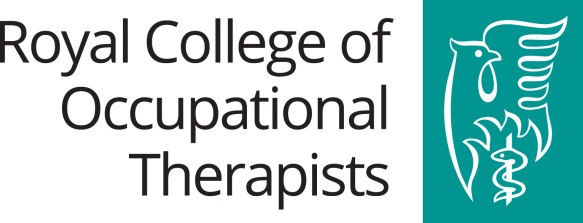 Royal College of
Occupational
Therapists